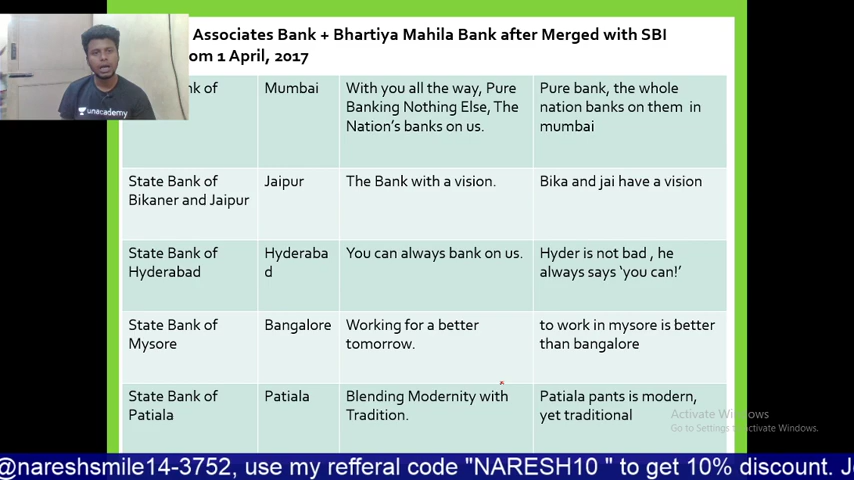 Associates Bank + Bhartiya Mahila Bank after Merged with SBI
om 1 April, 2017
unacademy
nk of
Mumbai
With you all the way, Pure
Banking Nothing Else, The
Nation's banks on us.
Pure bank, the whole
nation banks on them in
mumbai
State Bank of
Bikaner and Jaipur
Jaipur
The Bank with a vision.
Bika and jai have a vision
State Bank of
Hyderabad
Hyderaba
d
You can always bank on us.
Hyder is not bad , he
always says 'you can!'
State Bank of
Mysore
Bangalore
Working for a better
tomorrow.
to work in mysore is better
than bangalore
State Bank of
Patiala
Patiala
Blending Modernity with
Tradition.
Patiala pants is modern,
yet traditional
Activate Windows
Go to Settings to activate Windows.
@nareshsmile14-3752, use my refferal code "NARESH10 " to get 10% discount. J